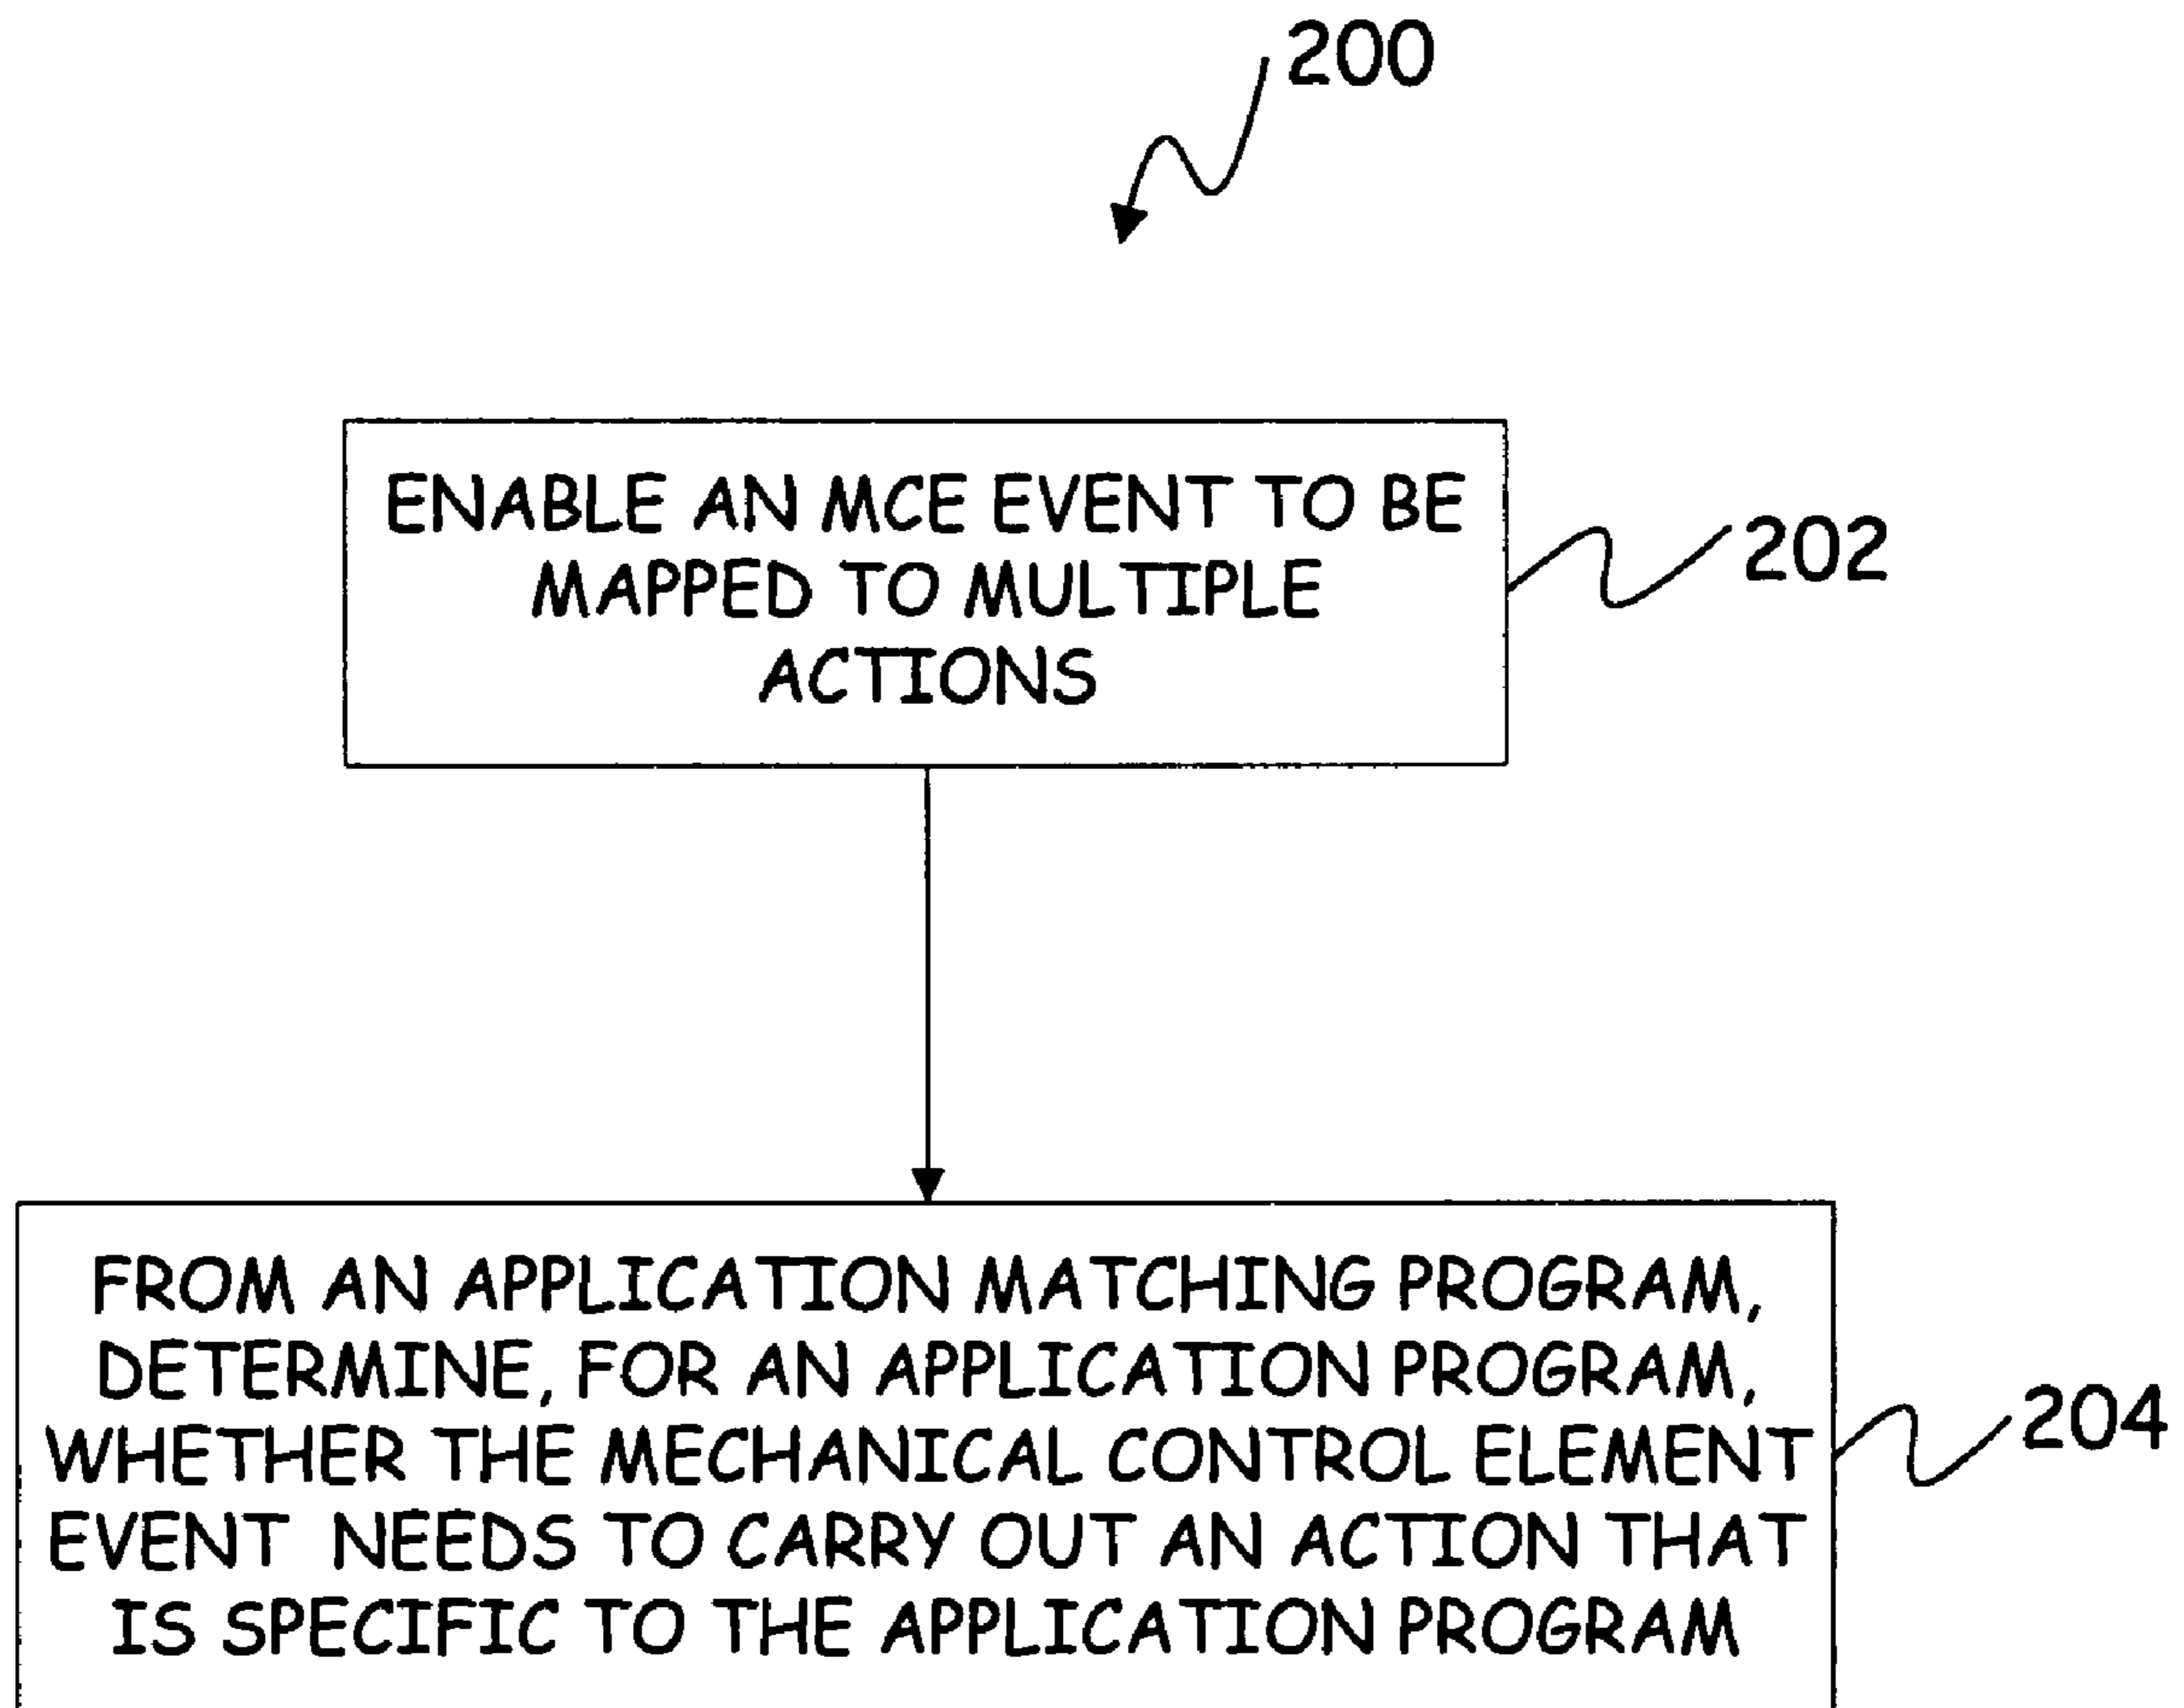 200
ENABLE AN MCE EVENT TO BE
MAPPED TO MULTIPLE
ACTIONS
202
FROM AN APPLICATION MATCHING PROGRAM,
DETERMINE, FOR AN APPLICATION PROGRAM,
WHETHER THE MECHANICAL CONTROL ELEMENT
EVENT NEEDS TO CARRY OUT AN ACTION THAT
IS SPECIFIC TO THE APPLICATION PROGRAM
204